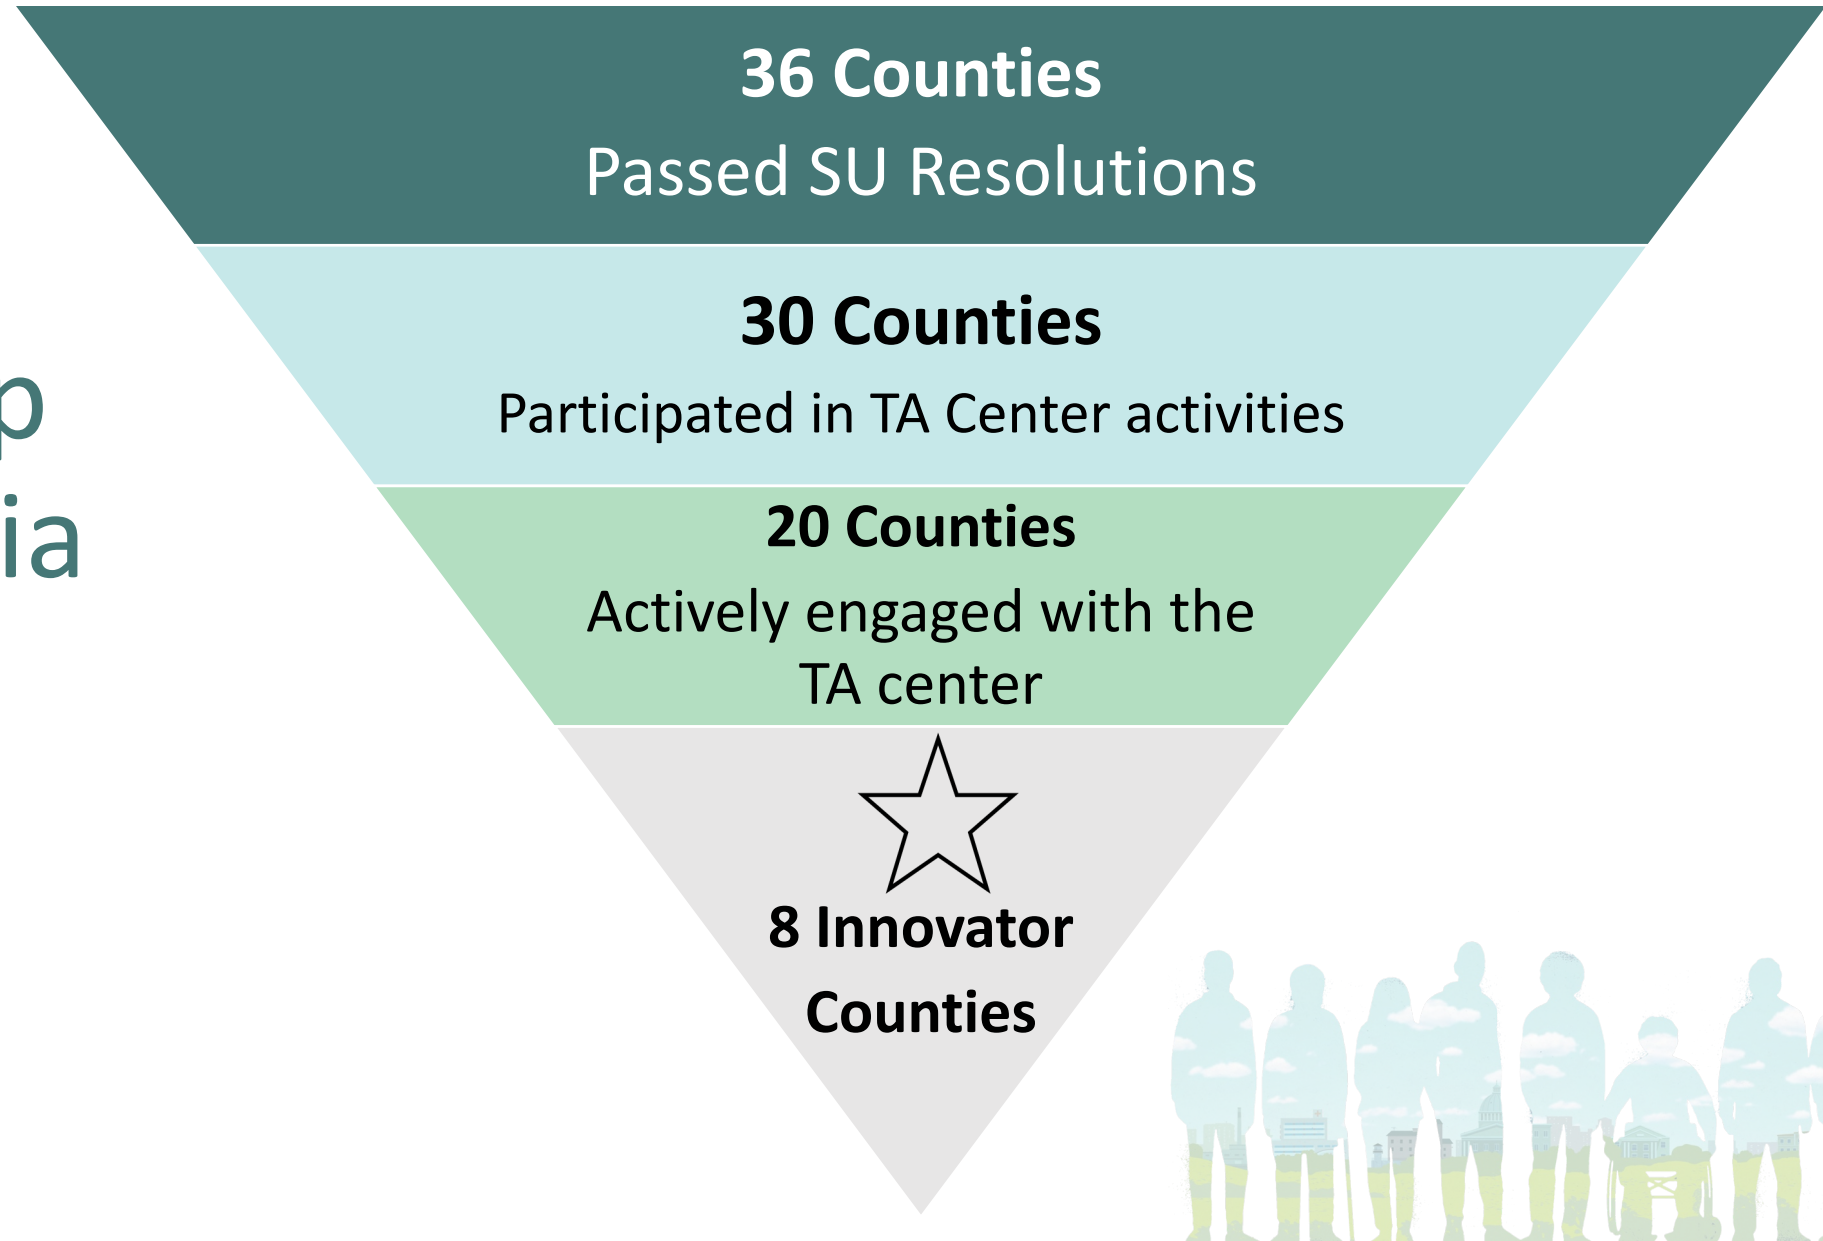 36 Counties
Passed SU Resolutions
30 Counties
Participated in TA Center activities
p
ia
20 Counties
Actively engaged with the
TA center
8 Innovator
Counties